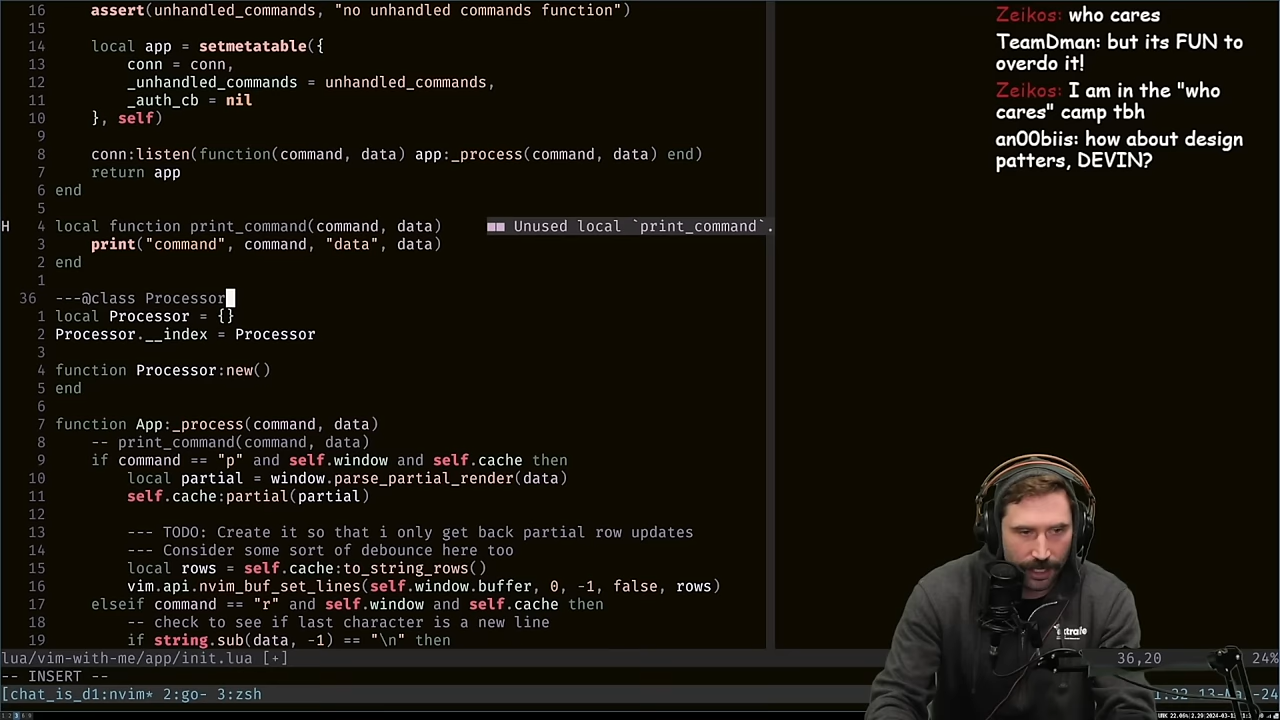 16 assert(unhandled_commands, "no unhandled commands function")
15
14 local app = setmetatable({
13 conn = conn,
12 _unhandled_commands = unhandled_commands,
11 _auth_cb = nil
10 }, self)
9
8 conn:listen(function(command, data) app:_process(command, data) end)
7 return app
6 end
5
H 4 local function print_command(command, data) ■■ Unused local `print_command`.
3 print("command", command, "data", data)
2 end
1
36 ---@class Processor
1 local Processor = {}
2 Processor.__index = Processor
3
4 function Processor:new()
5 end
6
7 function App:_process(command, data)
8 -- print_command(command, data)
9 if command == "p" and self.window and self.cache then
10 local partial = window.parse_partial_render(data)
11 self.cache:partial(partial)
12
13 --- TODO: Create it so that i only get back partial row updates
14 --- Consider some sort of debounce here too
15 local rows = self.cache:to_string_rows()
16 vim.api.nvim_buf_set_lines(self.window.buffer, 0, -1, false, rows)
17 elseif command == "r" and self.window and self.cache then
18 -- check to see if last character is a new line
19 if string.sub(data, -1) == "\n" then
lua/vim-with-me/app/init.lua [+] 36,20 24%
-- INSERT --
[chat_is_d1:nvim* 2:go- 3:zsh
Zeikos: who cares
TeamDman: but its FUN to
overdo it!
Zeikos: I am in the "who
cares" camp tbh
an00biis: how about design
patters, DEVIN?